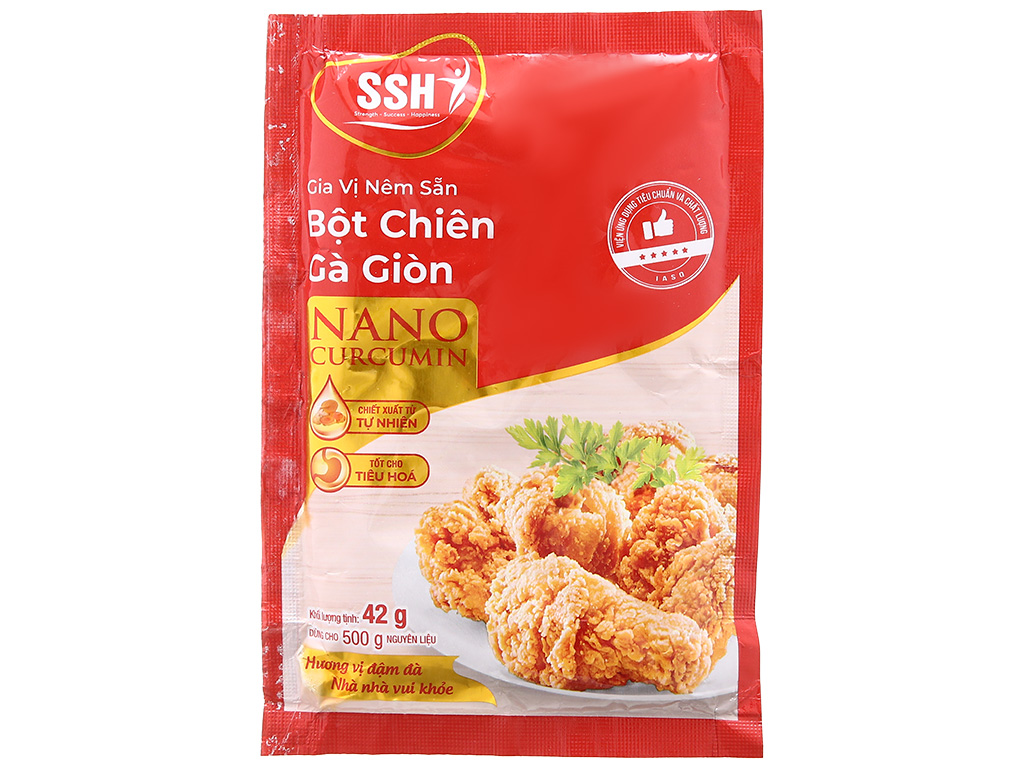 SSH
Strength - Success - Happiness
Gia Vị Nêm Sẵn
Bột Chiên
Gà Giòn
VIỆN ỨNG DỤNG TIÊU CHUẨN VÀ CHẤT LƯỢNG
IASQ
NANO
CURCUMIN
CHIẾT XUẤT TỪ
TỰ NHIÊN
TỐT CHO
TIÊU HOÁ
Khối lượng tịnh: 42 g
DÙNG CHO 500 g NGUYÊN LIỆU
Hương vị đậm đà
Nhà nhà vui khỏe